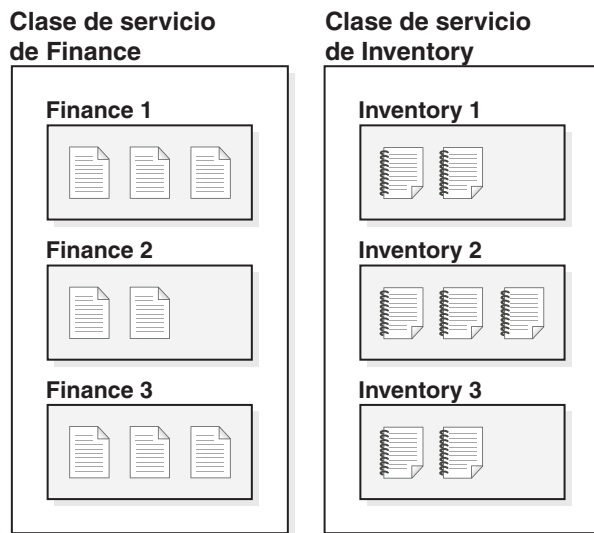 Clase de servicio
de Finance
Finance 1
Finance 2
Finance 3
Clase de servicio
de Inventory
Inventory 1
Inventory 2
Inventory 3